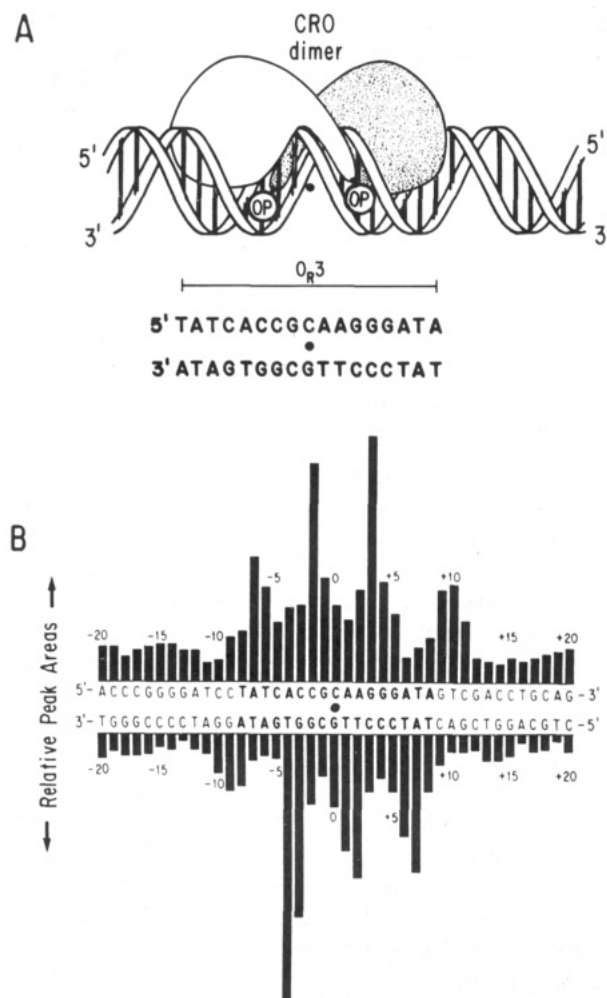 A
CRO
dimer
5'
5'
3'
3
OP
OP
O_R3
5'TATCACCGCAAGGGATA
3'ATAGTGGCGTTCCCTAT
B
← Relative Peak Areas →
-5
0
+5
+10
-20
-15
-10
+15
+20
5'-ACCCGGGGATCCTATCACCGCAAGGGATAGTCGACCTGCAG-3'
3'-TGGGCCCCTAGGATAGTGGCGTTCCCTATCAGCTGGACGTC-5'
-20
-15
-10
-5
0
+5
+10
+15
+20